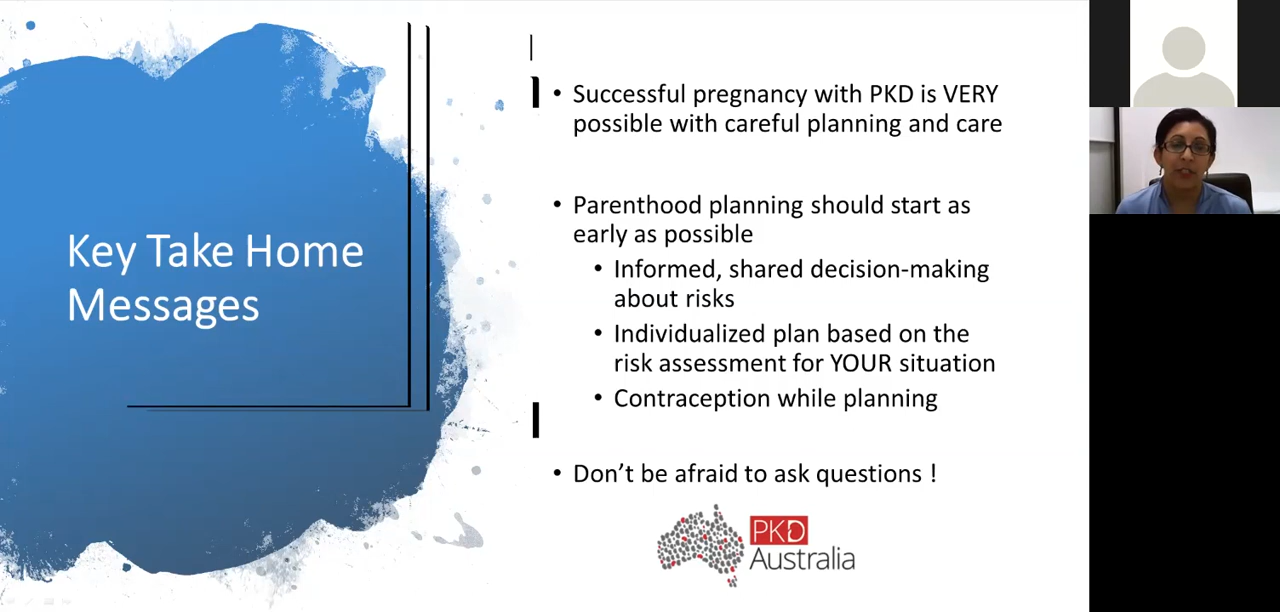 Key Take Home
Messages
• Successful pregnancy with PKD is VERY
possible with careful planning and care
• Parenthood planning should start as
early as possible
• Informed, shared decision-making
about risks
• Individualized plan based on the
risk assessment for YOUR situation
• Contraception while planning
• Don’t be afraid to ask questions !
PKD
Australia